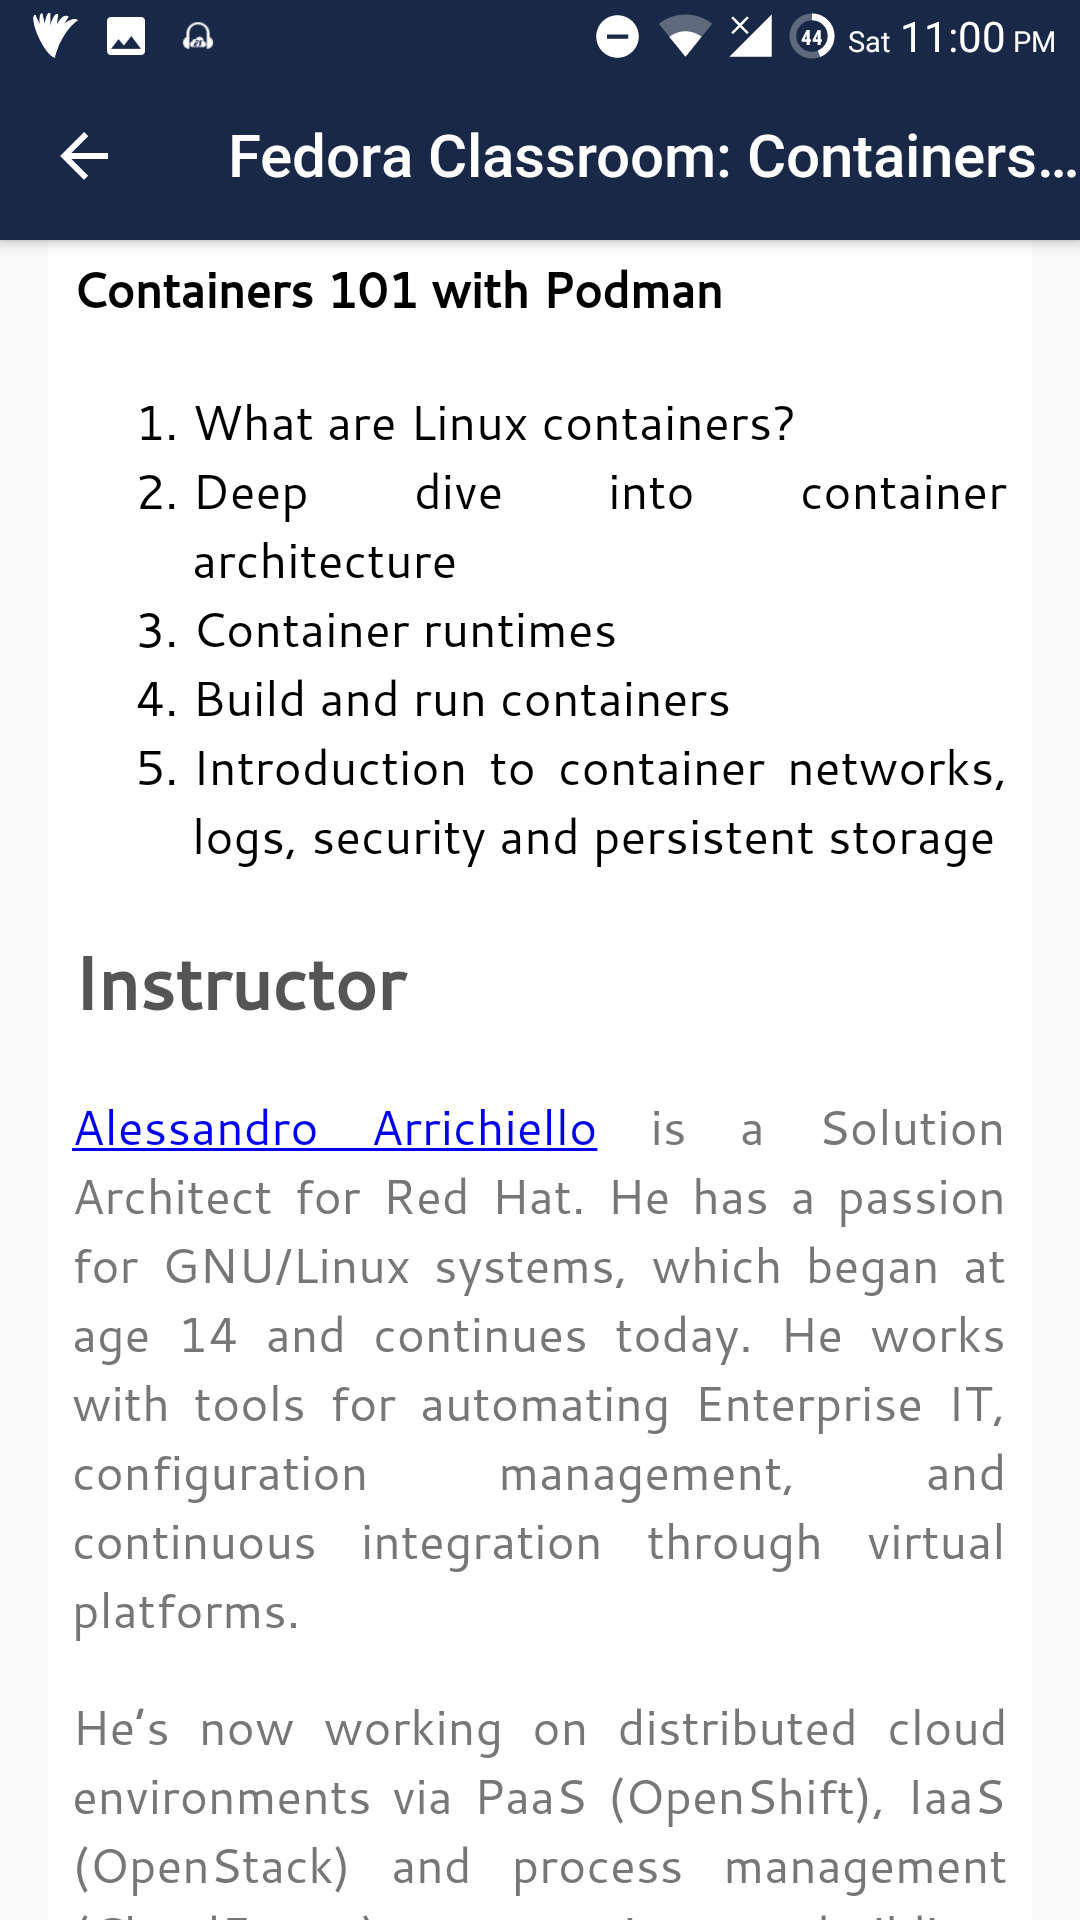 44 Sat 11:00 PM
Fedora Classroom: Containers...
Containers 101 with Podman
1. What are Linux containers?
2. Deep dive into container
architecture
3. Container runtimes
4. Build and run containers
5. Introduction to container networks,
logs, security and persistent storage
Instructor
Alessandro Arrichiello is a Solution
Architect for Red Hat. He has a passion
for GNU/Linux systems, which began at
age 14 and continues today. He works
with tools for automating Enterprise IT,
configuration management, and
continuous integration through virtual
platforms.
He's now working on distributed cloud
environments via PaaS (OpenShift), IaaS
(OpenStack) and process management